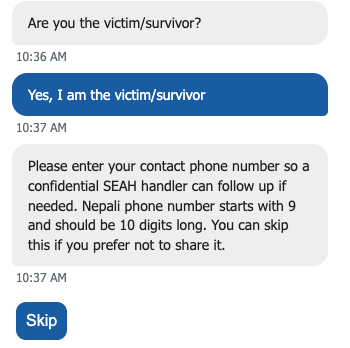 Are you the victim/survivor?
10:36 AM
Yes, I am the victim/survivor
10:37 AM
Please enter your contact phone number so a
confidential SEAH handler can follow up if
needed. Nepali phone number starts with 9
and should be 10 digits long. You can skip
this if you prefer not to share it.
10:37 AM
Skip